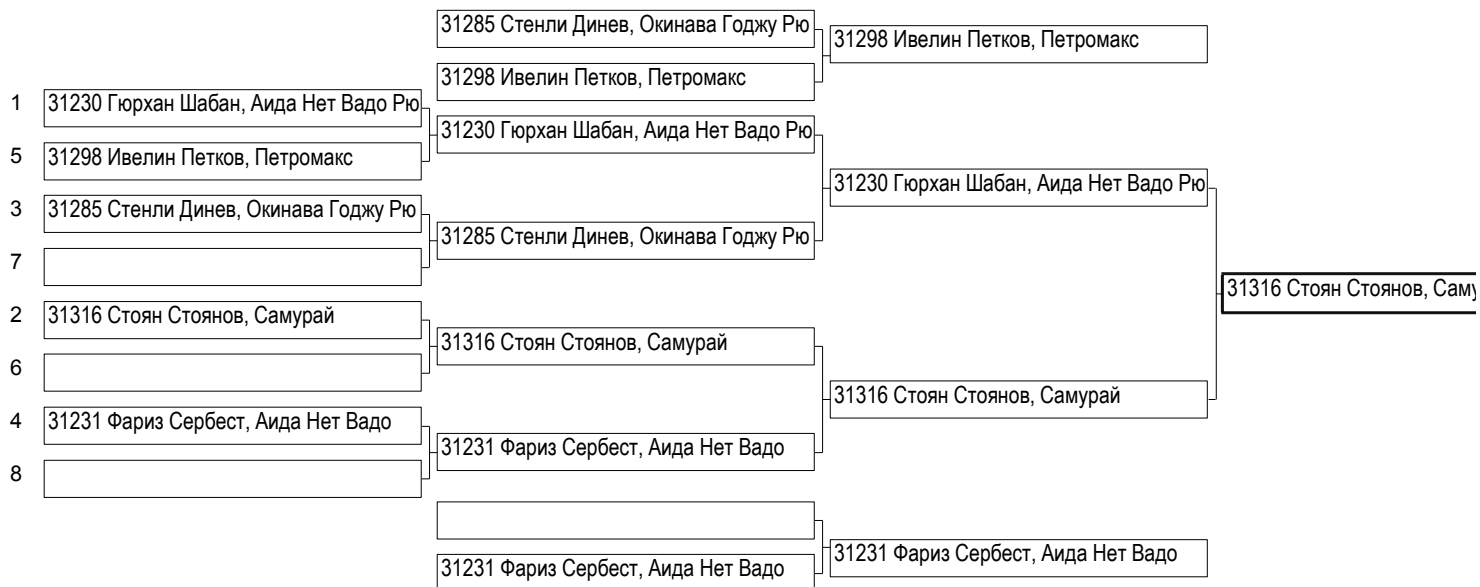 31285 Стенли Динев, Окинава Годжу Рю
31298 Ивелин Петков, Петромакс
31298 Ивелин Петков, Петромакс
1 31230 Гюрхан Шабан, Аида Нет Вадо Рю
31230 Гюрхан Шабан, Аида Нет Вадо Рю
5 31298 Ивелин Петков, Петромакс
31230 Гюрхан Шабан, Аида Нет Вадо Рю
3 31285 Стенли Динев, Окинава Годжу Рю
31285 Стенли Динев, Окинава Годжу Рю
7
31316 Стоян Стоянов, Саму
2 31316 Стоян Стоянов, Самурай
31316 Стоян Стоянов, Самурай
6
31316 Стоян Стоянов, Самурай
4 31231 Фариз Сербест, Аида Нет Вадо
31231 Фариз Сербест, Аида Нет Вадо
8
31231 Фариз Сербест, Аида Нет Вадо
31231 Фариз Сербест, Аида Нет Вадо